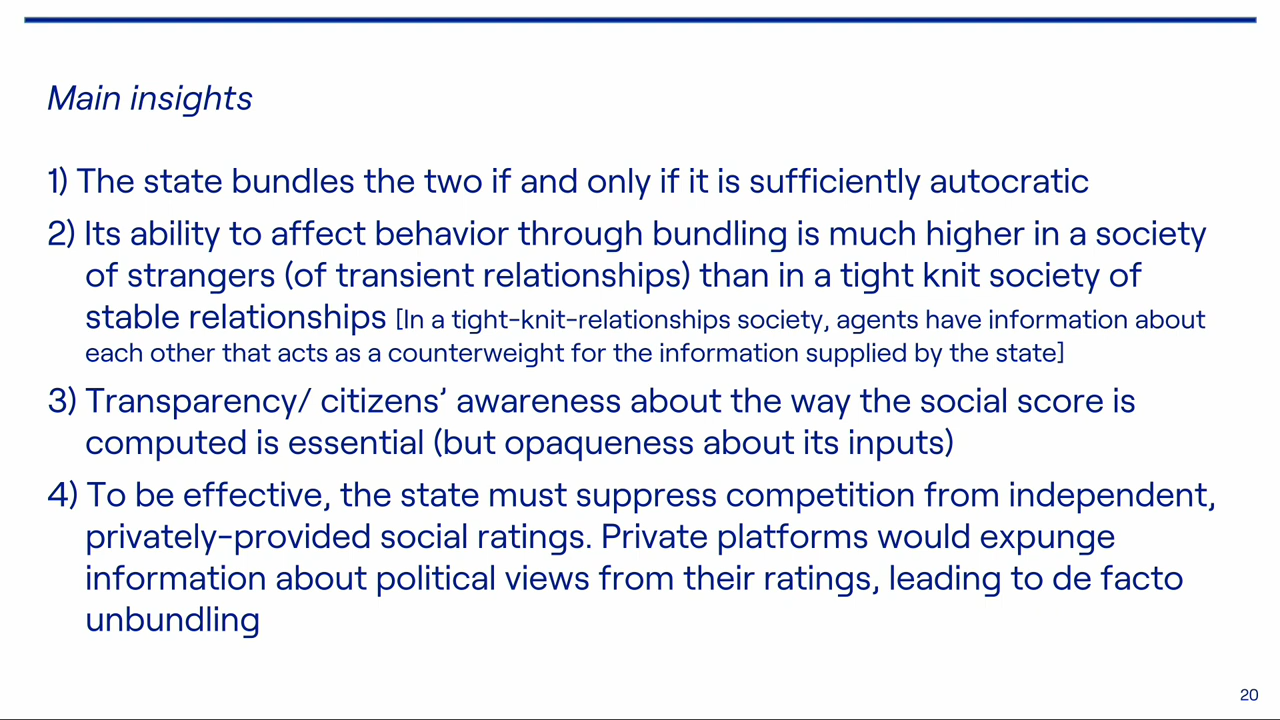 Main insights
1) The state bundles the two if and only if it is sufficiently autocratic
2) Its ability to affect behavior through bundling is much higher in a society
of strangers (of transient relationships) than in a tight knit society of
stable relationships [In a tight-knit-relationships society, agents have information about
each other that acts as a counterweight for the information supplied by the state]
3) Transparency/ citizens’ awareness about the way the social score is
computed is essential (but opaqueness about its inputs)
4) To be effective, the state must suppress competition from independent,
privately-provided social ratings. Private platforms would expunge
information about political views from their ratings, leading to de facto
unbundling
20